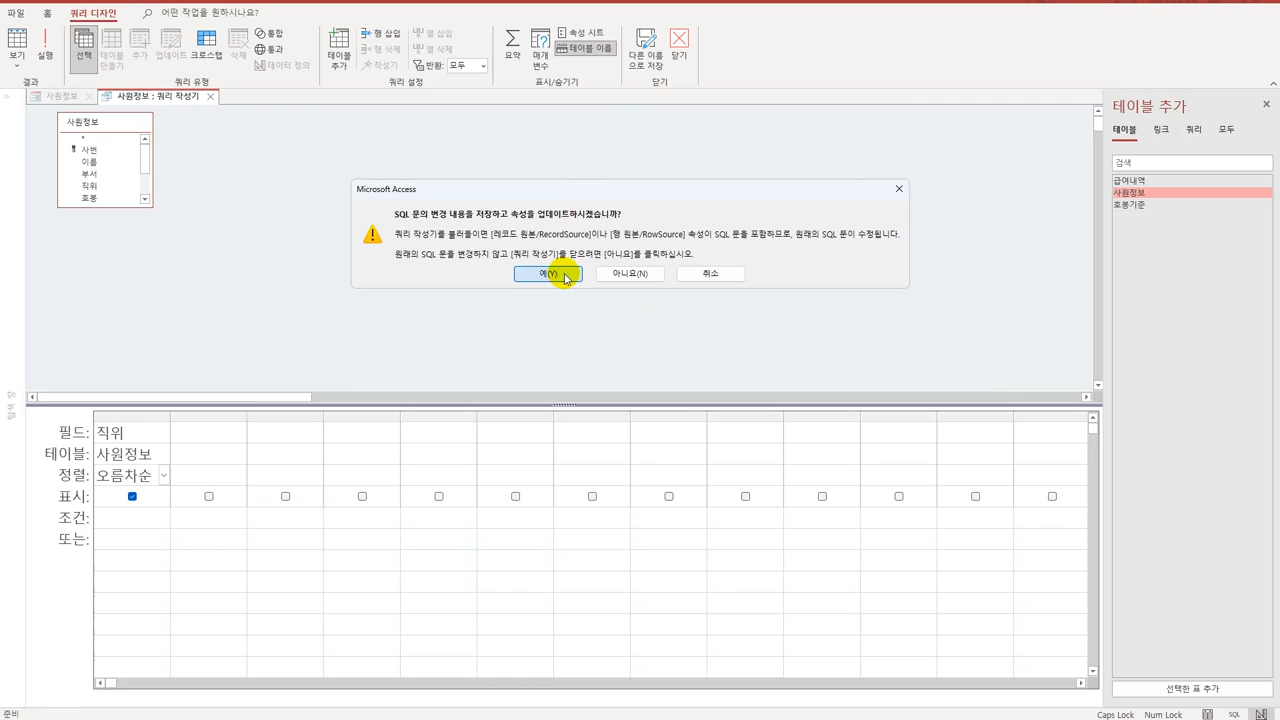 파일
홈
쿼리 디자인
어떤 작업을 원하시나요?
보기
실행
결과
선택
테이블
만들기
추가
업데이트
크로스탭
삭제
통합
통과
데이터 정의
쿼리 유형
테이블
추가
행 삽입
행 삭제
작성기
열 삽입
열 삭제
반환: 모두
쿼리 설정
요약
매개
변수
속성 시트
테이블 이름
표시/숨기기
다른 이름
으로 저장
닫기
닫기
사원정보
사원정보 : 쿼리 작성기
사원정보
*
사번
이름
부서
직위
호봉
Microsoft Access
SQL 문의 변경 내용을 저장하고 속성을 업데이트하시겠습니까?
쿼리 작성기를 불러들이면 [레코드 원본/RecordSource]이나 [행 원본/RowSource] 속성이 SQL 문을 포함하므로, 원래의 SQL 문이 수정됩니다.
원래의 SQL 문을 변경하지 않고 [쿼리 작성기]를 닫으려면 [아니요]를 클릭하십시오.
예(Y)
아니요(N)
취소
테이블 추가
테이블
링크
쿼리
모두
검색
급여내역
사원정보
호봉기준
선택한 표 추가
탐색 창
필드: 직위
테이블: 사원정보
정렬: 오름차순
표시:
조건:
또는:
준비
Caps Lock
Num Lock
SQL